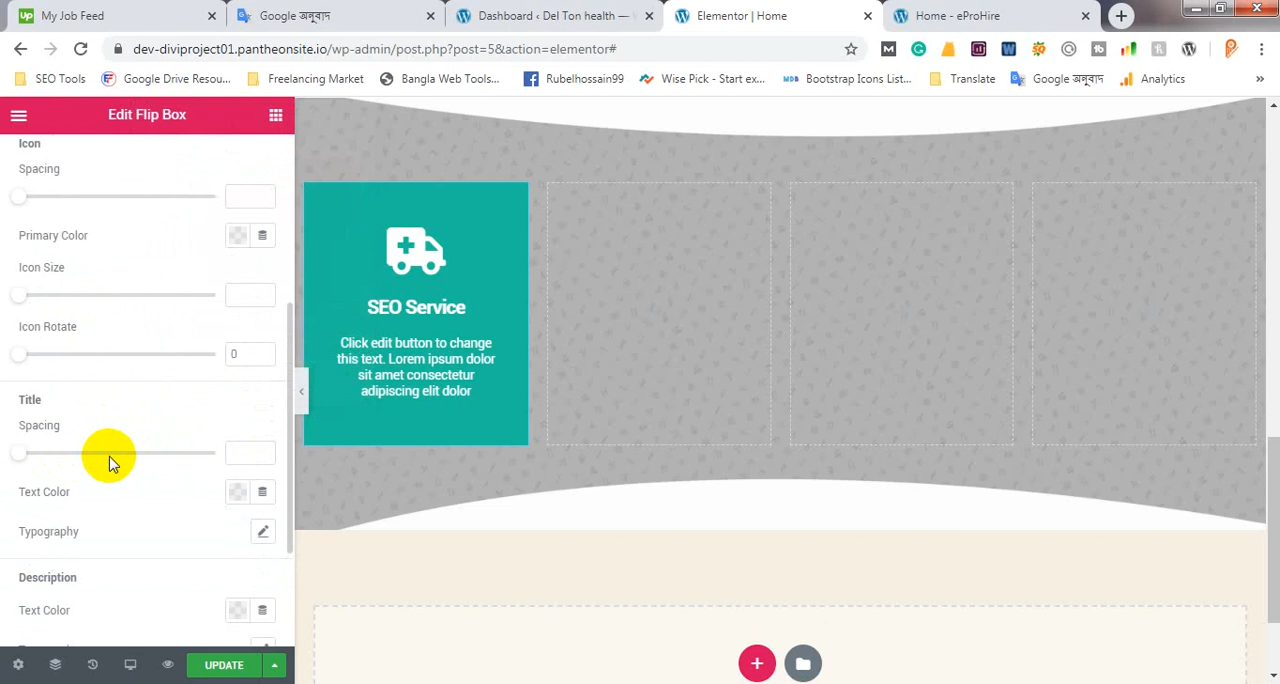 My Job Feed
Google অনুবাদ
Dashboard ‹ Del Ton health —
Elementor | Home
Home - eProHire
dev-diviproject01.pantheonsite.io/wp-admin/post.php?post=5&action=elementor#
SEO Tools
Google Drive Resou...
Freelancing Market
Bangla Web Tools...
Rubelhossain99
Wise Pick - Start ex...
Bootstrap Icons List...
Translate
Google অনুবাদ
Analytics
»
Edit Flip Box
Icon
Spacing
Primary Color
Icon Size
Icon Rotate
0
Title
Spacing
Text Color
Typography
Description
Text Color
UPDATE
SEO Service
Click edit button to change
this text. Lorem ipsum dolor
sit amet consectetur
adipiscing elit dolor